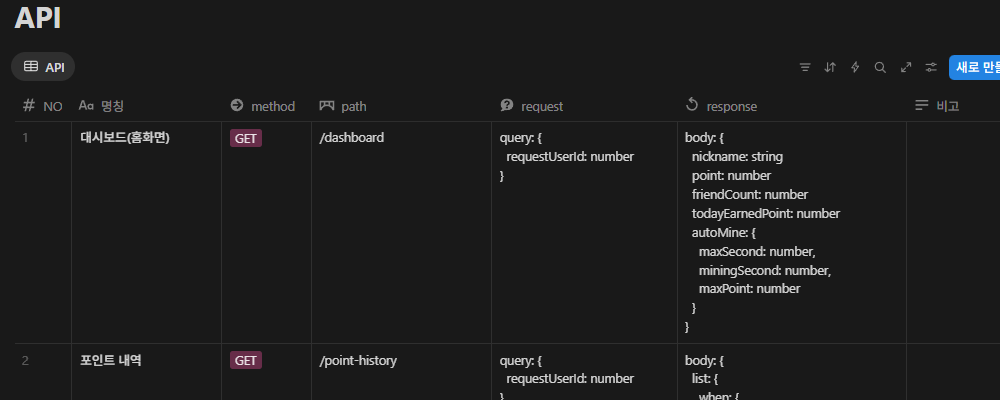 API
API
새로 만들
NO
Aa 명칭
method
path
request
response
비고
1
대시보드(홈화면)
GET
/dashboard
query: {
requestUserId: number
}
body: {
nickname: string
point: number
friendCount: number
todayEarnedPoint: number
autoMine: {
maxSecond: number,
miningSecond: number,
maxPoint: number
}
}
2
포인트 내역
GET
/point-history
query: {
requestUserId: number
}
body: {
list: {
when: {